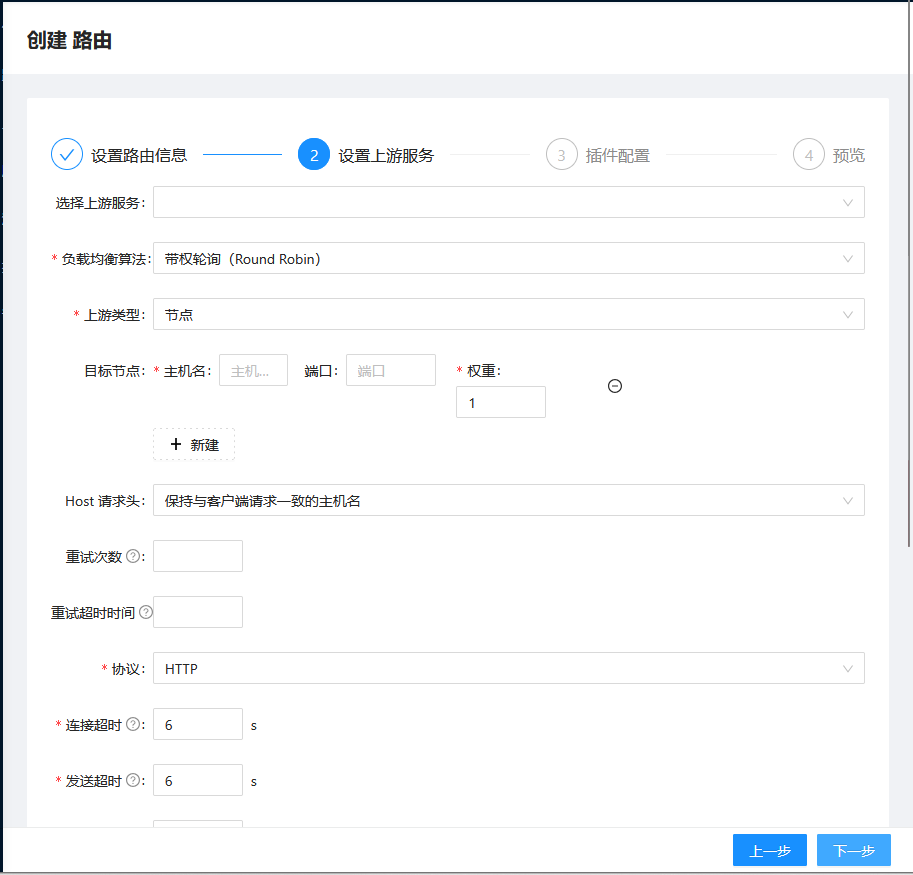 创建 路由
设置路由信息 2 设置上游服务 3 插件配置 4 预览
选择上游服务:
* 负载均衡算法: 带权轮询（Round Robin）
* 上游类型: 节点
目标节点: * 主机名: 主机... 端口: 端口 * 权重:
1
+ 新建
Host 请求头: 保持与客户端请求一致的主机名
重试次数 ? :
重试超时时间 ?
* 协议: HTTP
* 连接超时 ? : 6 s
* 发送超时 ? : 6 s
上一步 下一步